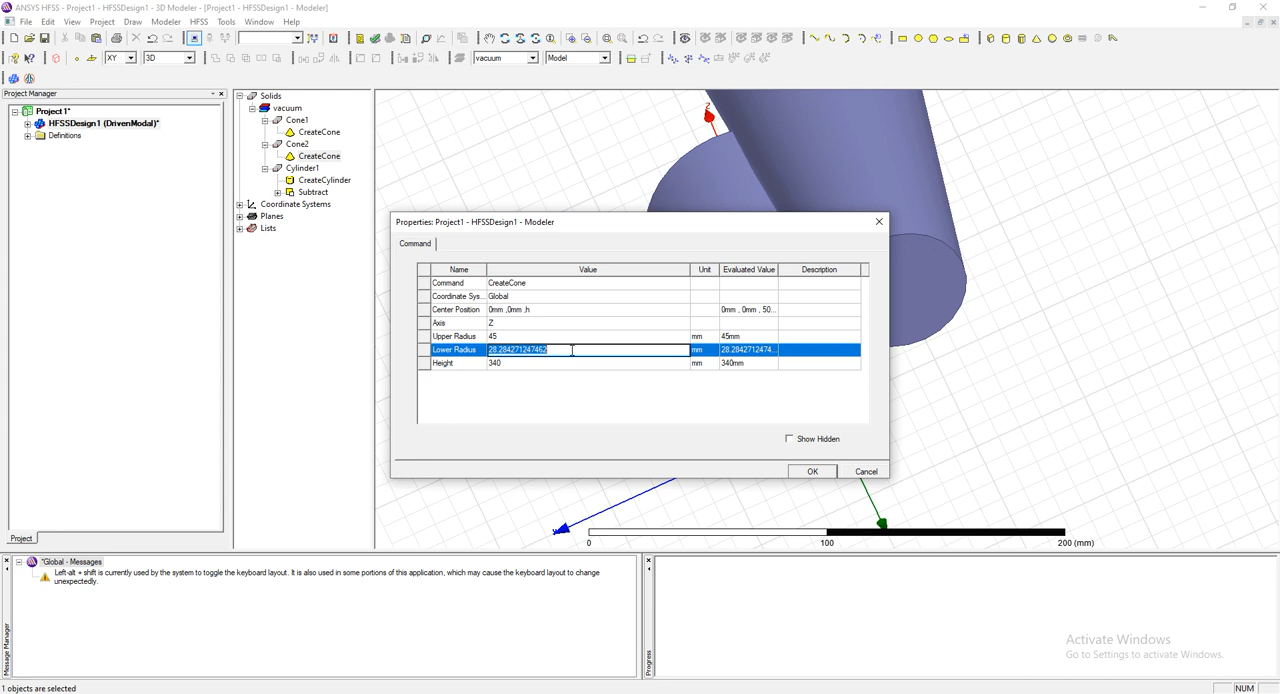 ANSYS HFSS - Project1 - HFSSDesign1 - 3D Modeler - [Project1 - HFSSDesign1 - Modeler]
File Edit View Project Draw Modeler HFSS Tools Window Help
XY 3D vacuum Model
Project Manager
Project1*
HFSSDesign1 (DrivenModal)*
Definitions
Project
Solids
vacuum
Cone1
CreateCone
Cone2
CreateCone
Cylinder1
CreateCylinder
Subtract
Coordinate Systems
Planes
Lists
Z
Properties: Project1 - HFSSDesign1 - Modeler
Command
Name Value Unit Evaluated Value Description
Command CreateCone
Coordinate Sys... Global
Center Position 0mm ,0mm ,h 0mm , 0mm , 50...
Axis Z
Upper Radius 45 mm 45mm
Lower Radius 28.284271247462 mm 28.2842712474...
Height 340 mm 340mm
Show Hidden
OK Cancel
0 100 200 (mm)
*Global - Messages
Left-alt + shift is currently used by the system to toggle the keyboard layout. It is also used in some portions of this application, which may cause the keyboard layout to change
unexpectedly.
Message Manager
Progress
Activate Windows
Go to Settings to activate Windows.
1 objects are selected
NUM